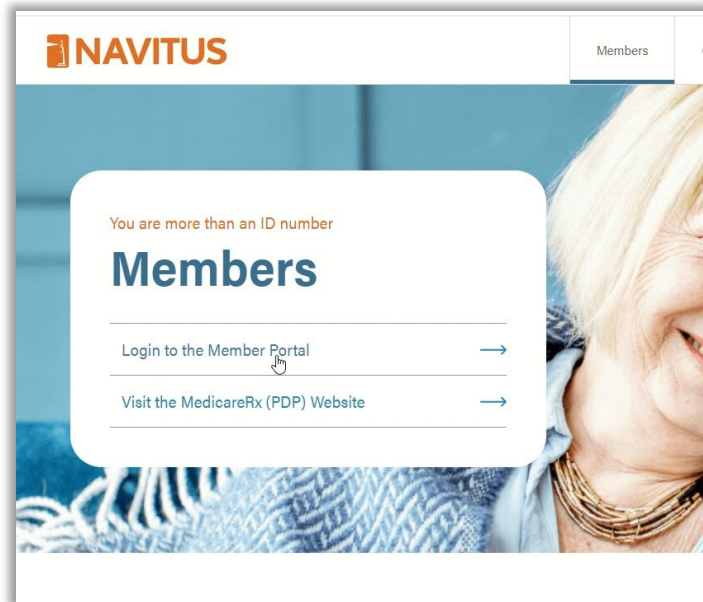 NAVITUS
Members
You are more than an ID number
Members
Login to the Member Portal
Visit the MedicareRx (PDP) Website